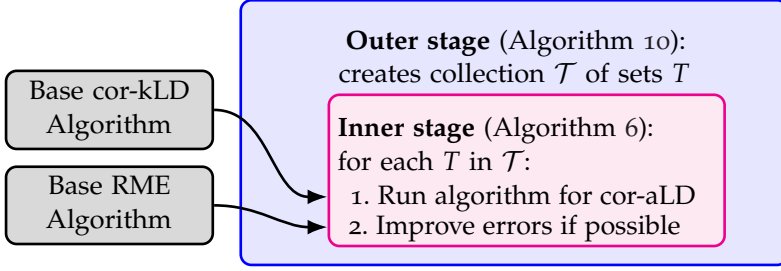 Outer stage (Algorithm 10):
creates collection 𝒯 of sets T
Base cor-kLD
Algorithm
Base RME
Algorithm
Inner stage (Algorithm 6):
for each T in 𝒯:
1. Run algorithm for cor-aLD
2. Improve errors if possible